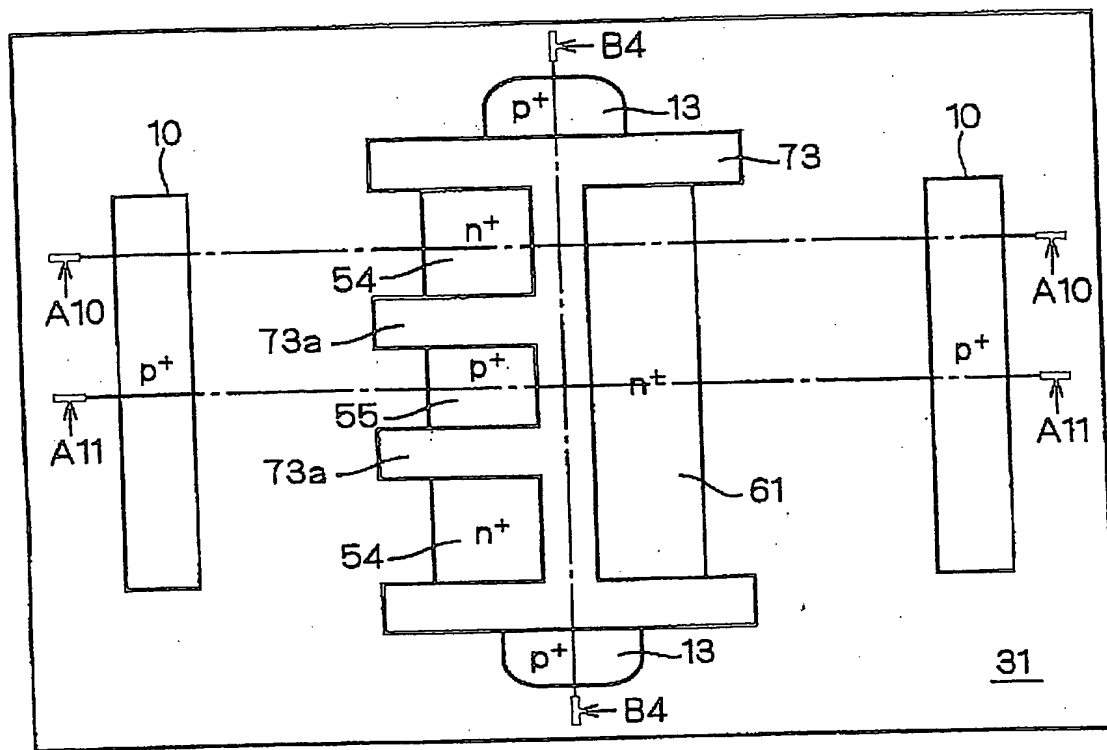 B4
p+ 13
10 73 10
n+
54
A10 A10
73a
p+ p+ n+ p+
55
A11 A11
73a
61
54 n+
p+ 13
31
B4